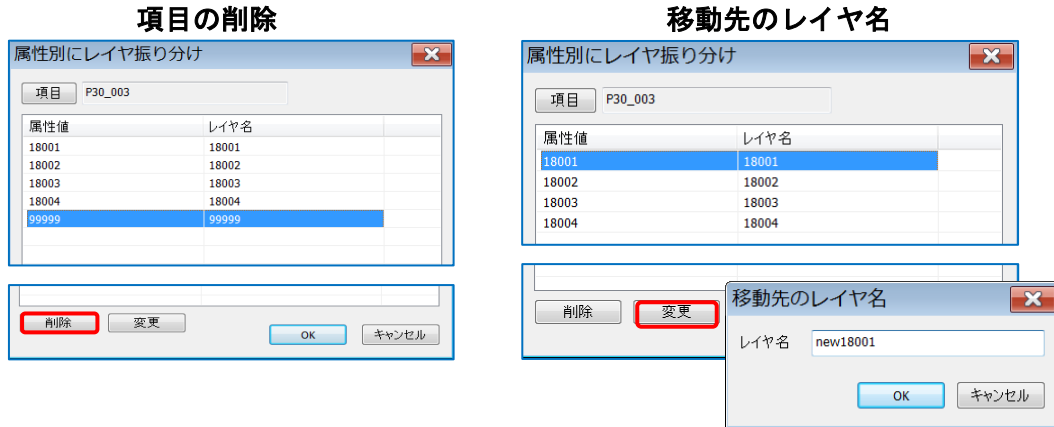 項目の削除
属性別にレイヤ振り分け
項目 P30_003
属性値 レイヤ名
18001 18001
18002 18002
18003 18003
18004 18004
99999 99999
削除 変更
OK キャンセル
移動先のレイヤ名
属性別にレイヤ振り分け
項目 P30_003
属性値 レイヤ名
18001 18001
18002 18002
18003 18003
18004 18004
削除 変更
移動先のレイヤ名
レイヤ名 new18001
OK キャンセル